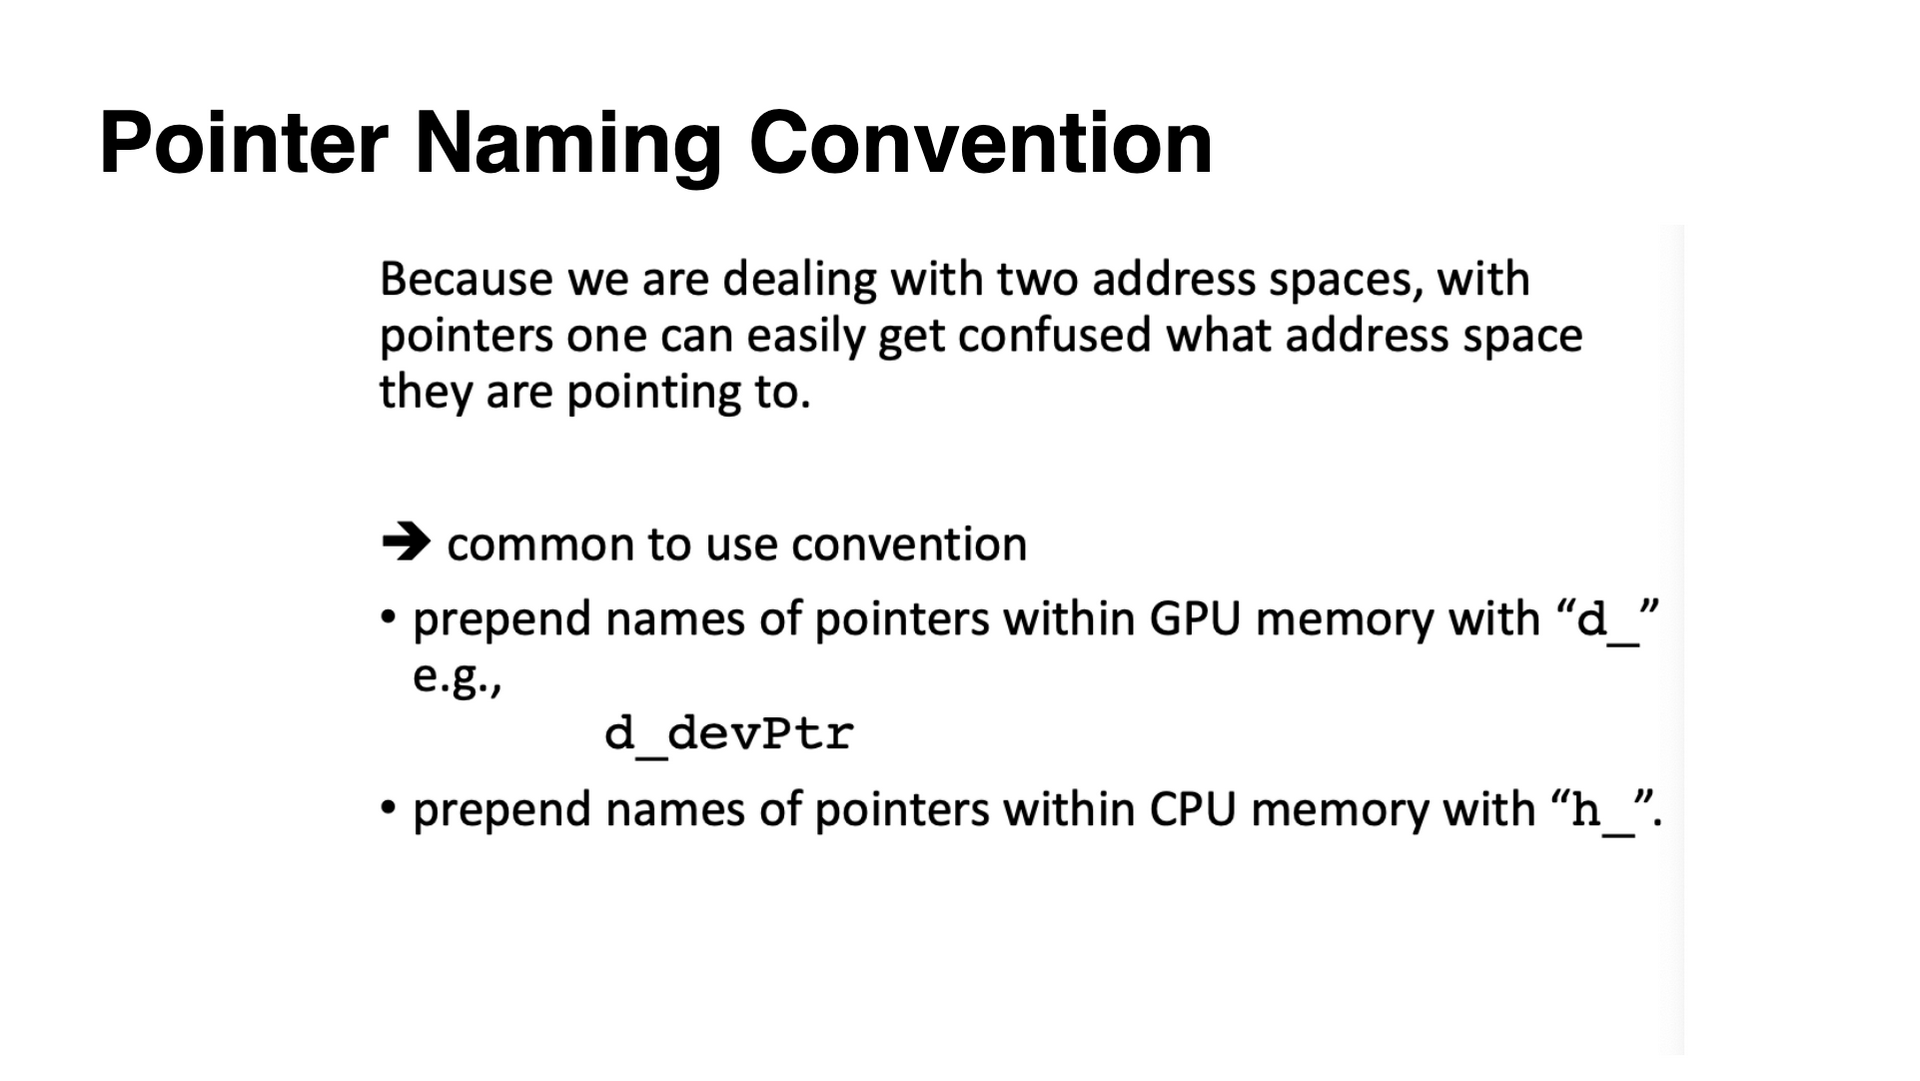 Pointer Naming Convention
Because we are dealing with two address spaces, with
pointers one can easily get confused what address space
they are pointing to.
➔ common to use convention
• prepend names of pointers within GPU memory with “d_”
e.g.,
d_devPtr
• prepend names of pointers within CPU memory with “h_”.